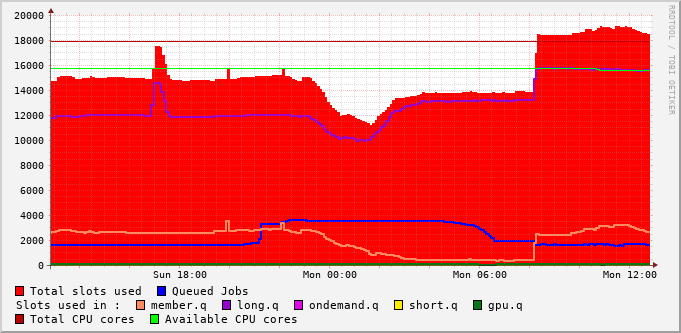 20000
18000
16000
14000
12000
10000
8000
6000
4000
2000
0
Sun 18:00 Mon 00:00 Mon 06:00 Mon 12:00
RRDTOOL / TOBI OETIKER
Total slots used Queued Jobs
Slots used in : member.q long.q ondemand.q short.q gpu.q
Total CPU cores Available CPU cores